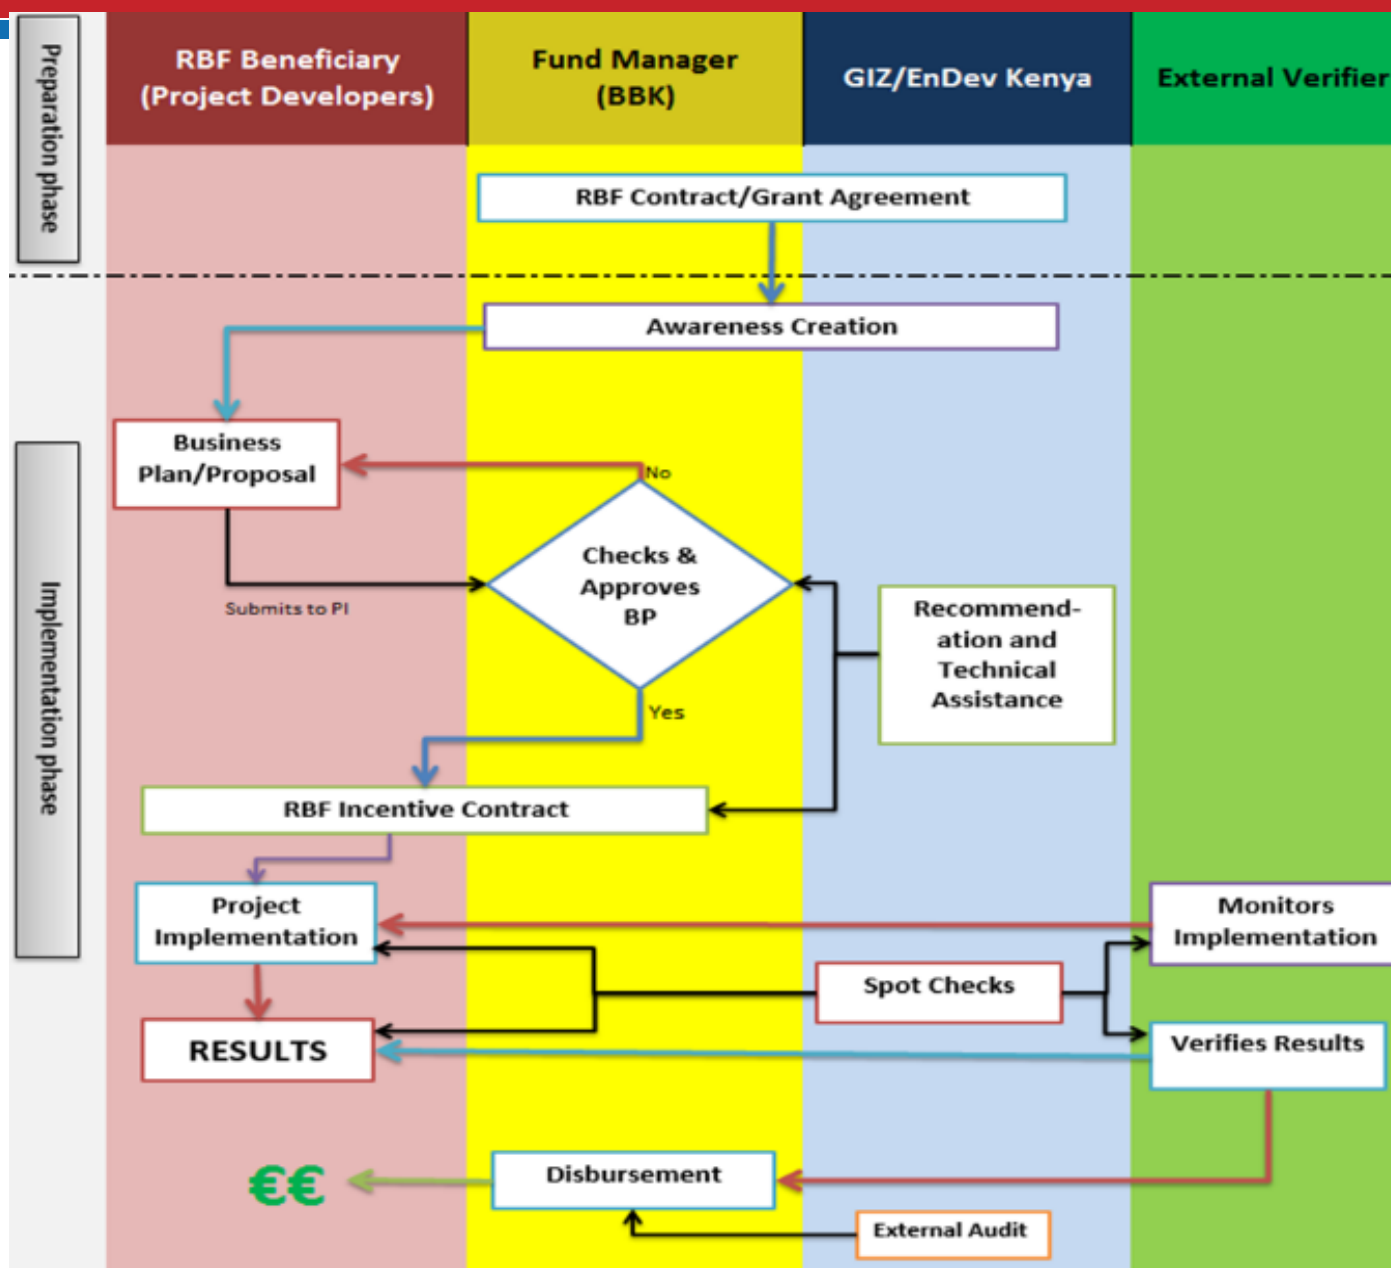 Preparation phase
RBF Beneficiary
(Project Developers)
Fund Manager
(BBK)
GIZ/EnDev Kenya
External Verifier
RBF Contract/Grant Agreement
Awareness Creation
Implementation phase
Business
Plan/Proposal
No
Checks &
Approves
BP
Submits to PI
Recommend-
ation and
Technical
Assistance
Yes
RBF Incentive Contract
Project
Implementation
Monitors
Implementation
Spot Checks
RESULTS
Verifies Results
€€
Disbursement
External Audit